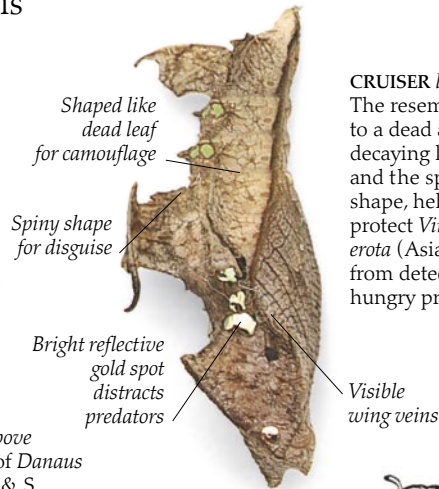 Shaped like
dead leaf
for camouflage
Spiny shape
for disguise
Bright reflective
gold spot
distracts
predators
Visible
wing veins
CRUISER
The resem
to a dead a
decaying l
and the sp
shape, hel
protect Vin
erota (Asia
from detec
hungry pr
of Danaus
& S